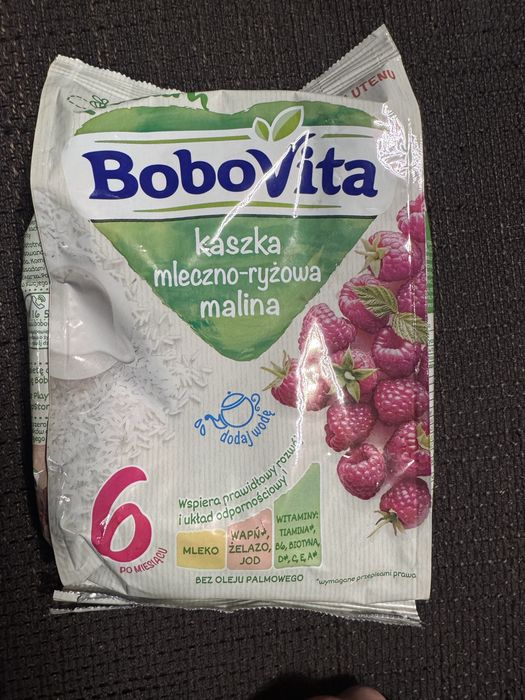 UTENU
BoboVita
kaszka
mleczno-ryżowa
malina
dodaj wodę
6
PO MIESIĄCU
Wspiera prawidłowy rozwój
i układ odpornościowy
MLEKO
WAPŃ*,
ŻELAZO,
JOD
WITAMINY:
TIAMINA*,
B6, BIOTYNA,
D*, C, E, A*
BEZ OLEJU PALMOWEGO
*wymagane przepisami prawa